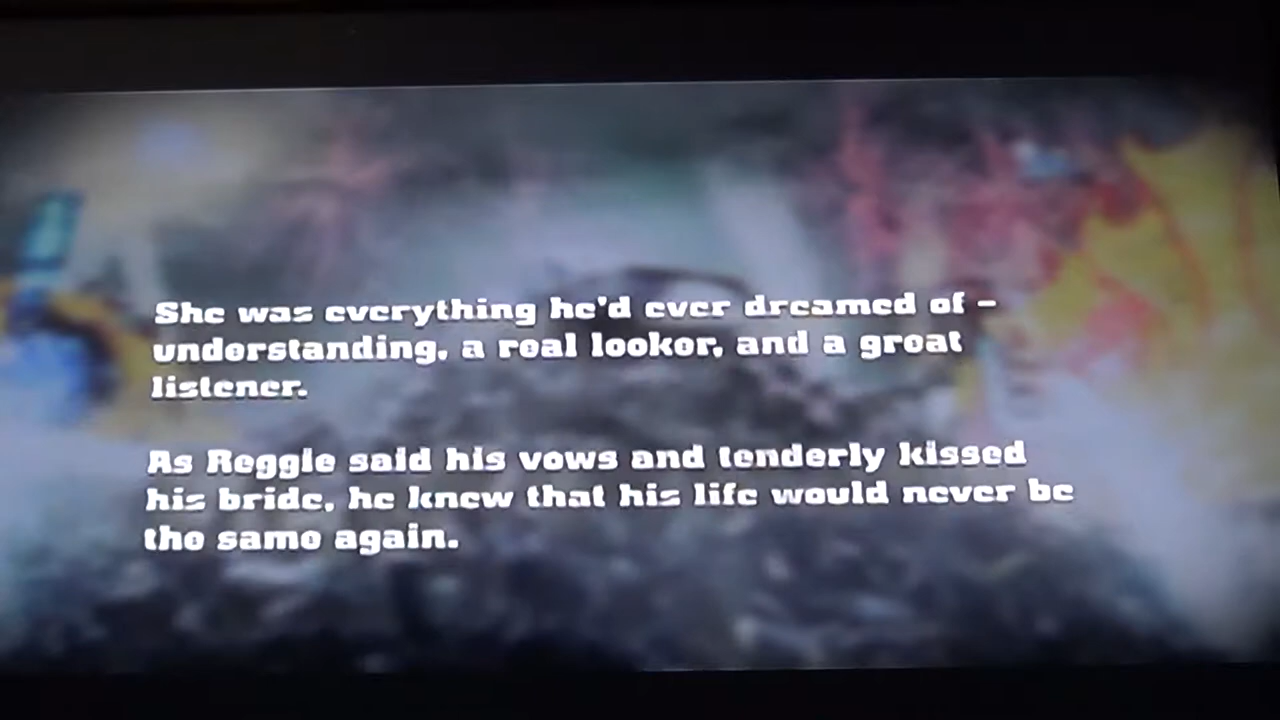 She was everything he'd ever dreamed of –
understanding, a real looker, and a great
listener.
As Reggie said his vows and tenderly kissed
his bride, he knew that his life would never be
the same again.